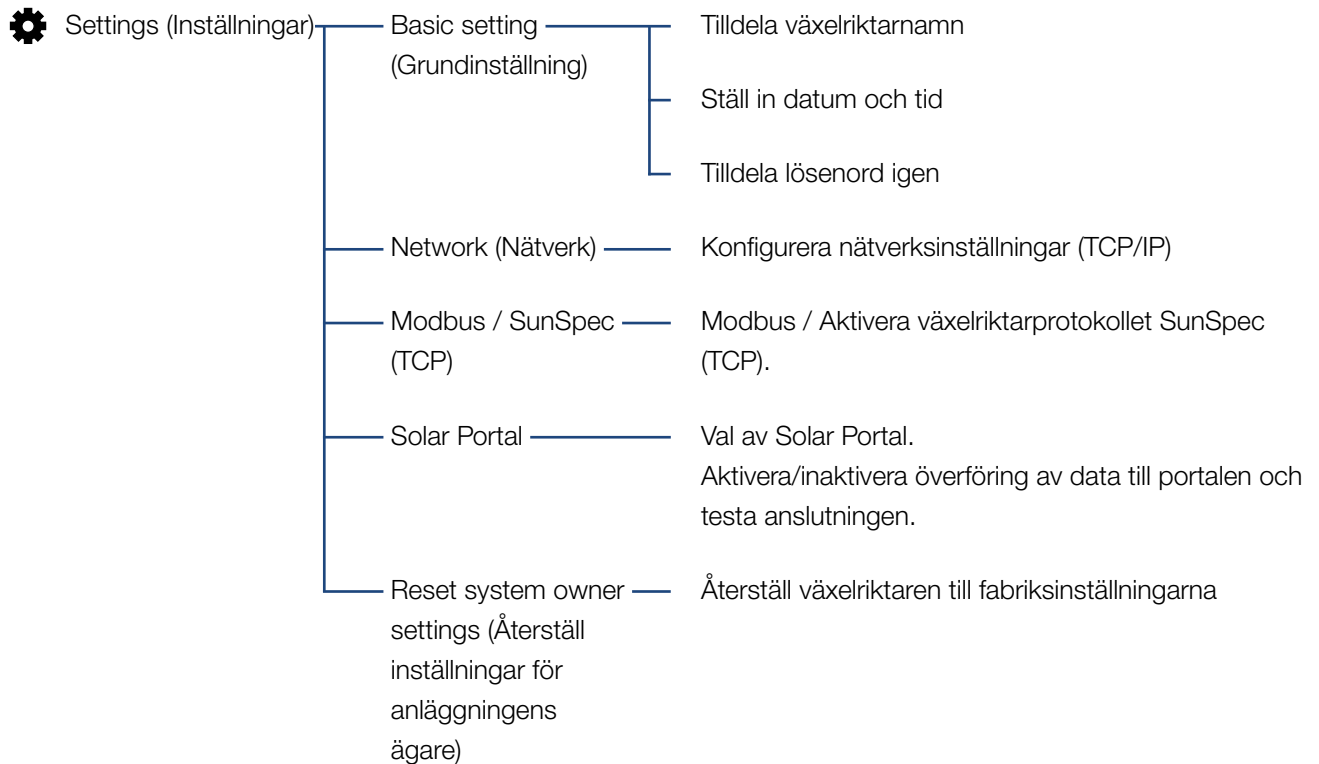 Settings (Inställningar)
Basic setting
(Grundinställning)
Tilldela växelriktarnamn
Ställ in datum och tid
Tilldela lösenord igen
Network (Nätverk)
Konfigurera nätverksinställningar (TCP/IP)
Modbus / SunSpec
(TCP)
Modbus / Aktivera växelriktarprotokollet SunSpec
(TCP).
Solar Portal
Val av Solar Portal.
Aktivera/inaktivera överföring av data till portalen och
testa anslutningen.
Reset system owner
settings (Återställ
inställningar för
anläggningens
ägare)
Återställ växelriktaren till fabriksinställningarna